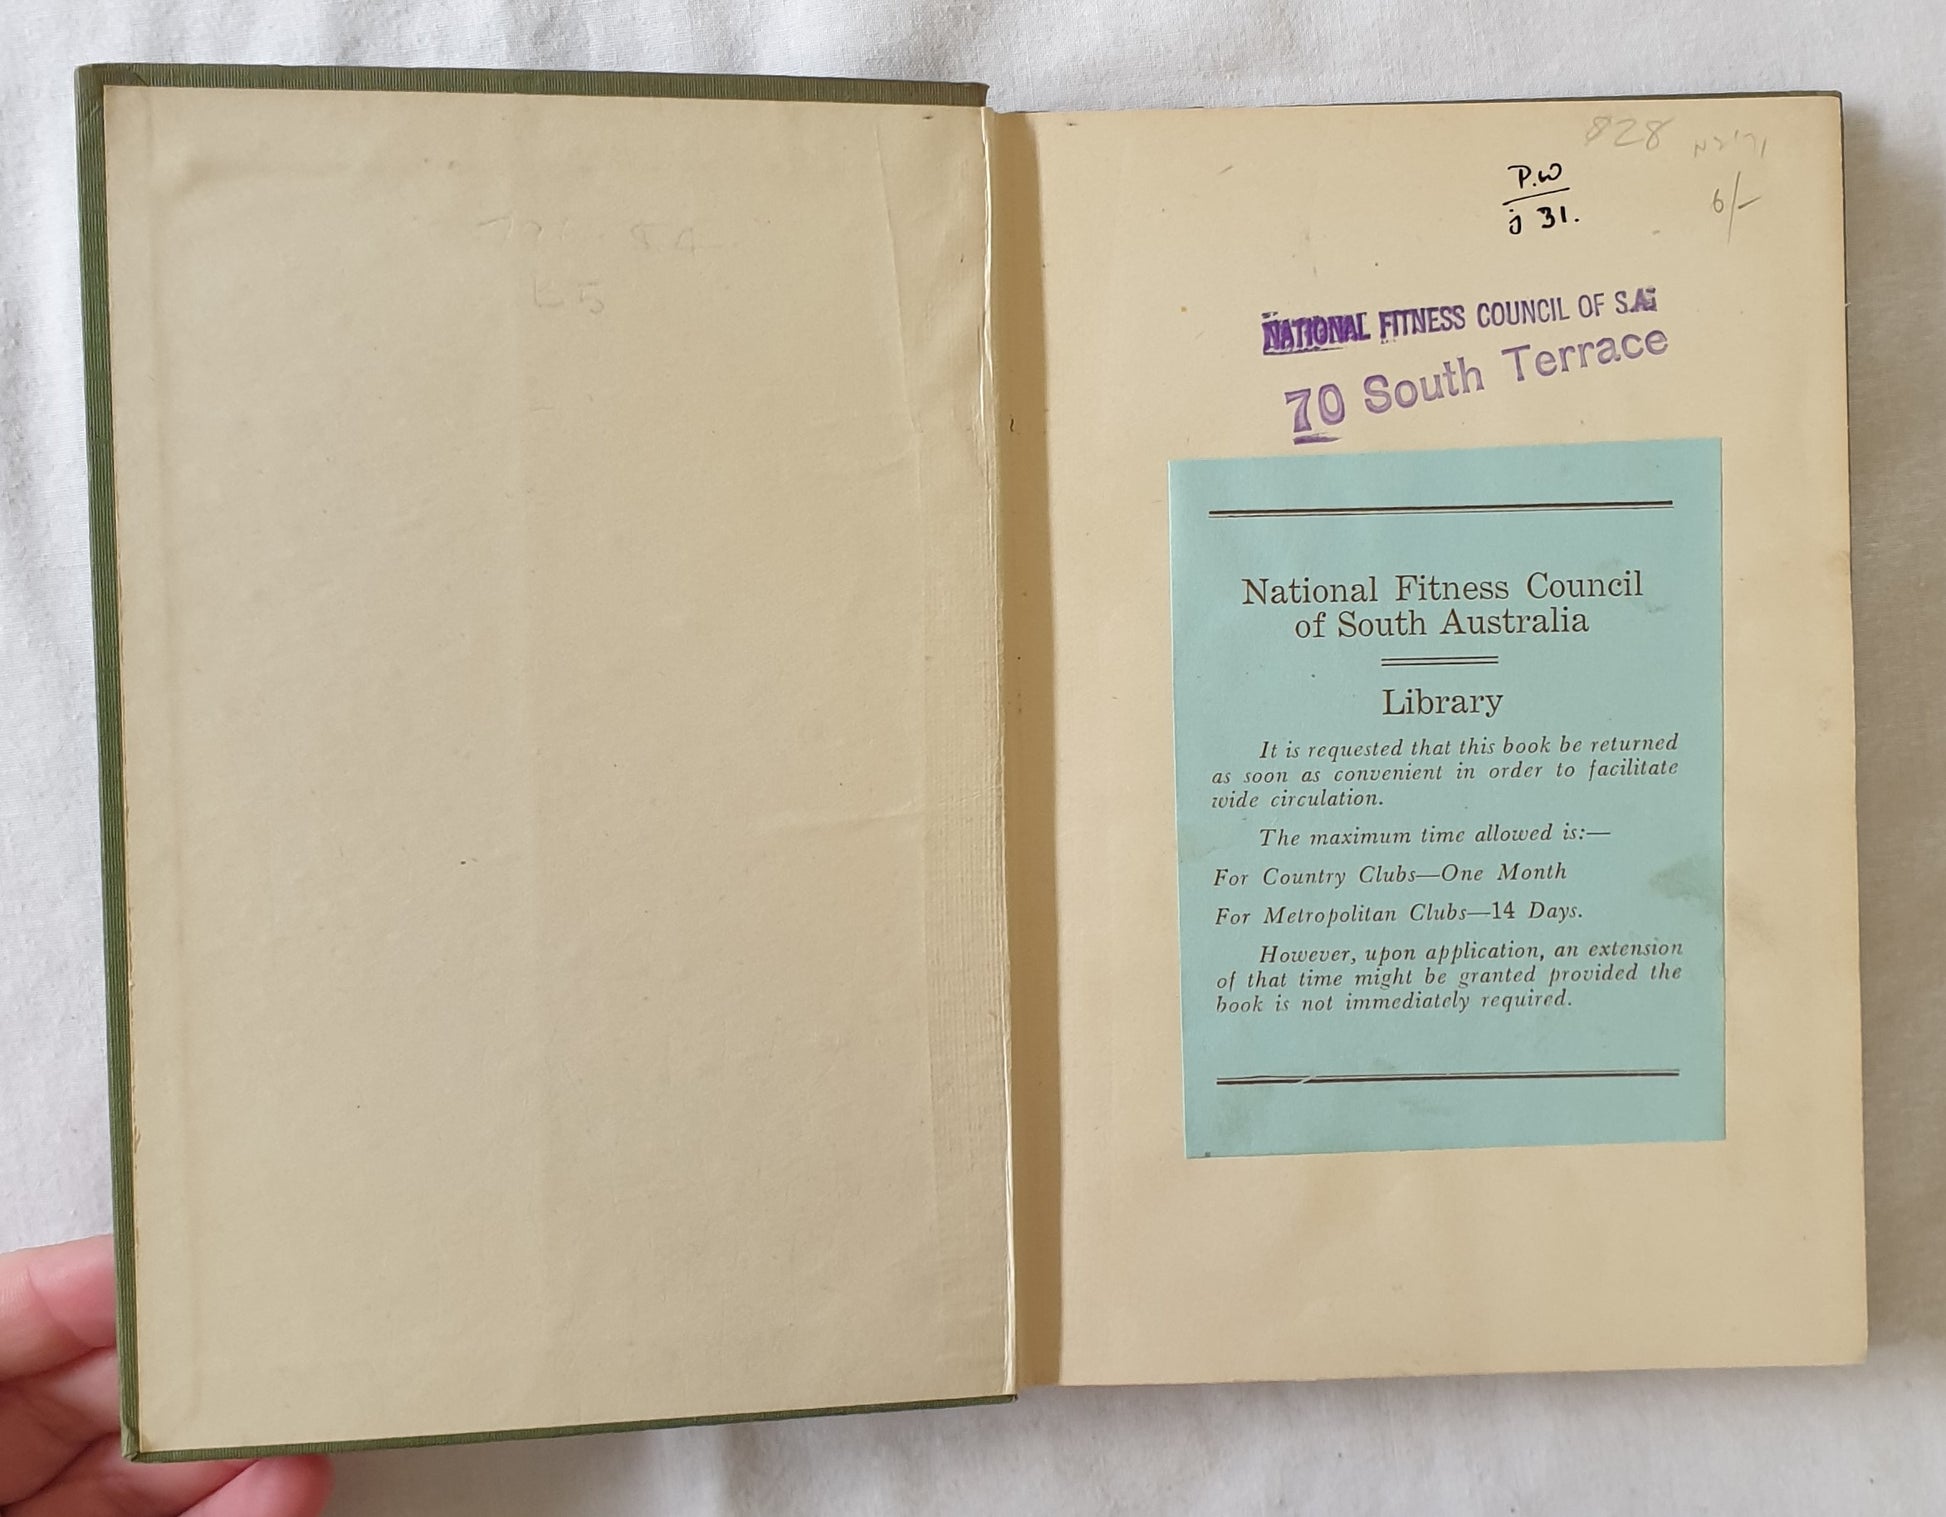 828
P.W
j 31.
6/-
NATIONAL FITNESS COUNCIL OF S.A.
70 South Terrace
National Fitness Council
of South Australia
Library
It is requested that this book be returned
as soon as convenient in order to facilitate
wide circulation.
The maximum time allowed is:—
For Country Clubs—One Month
For Metropolitan Clubs—14 Days.
However, upon application, an extension
of that time might be granted provided the
book is not immediately required.